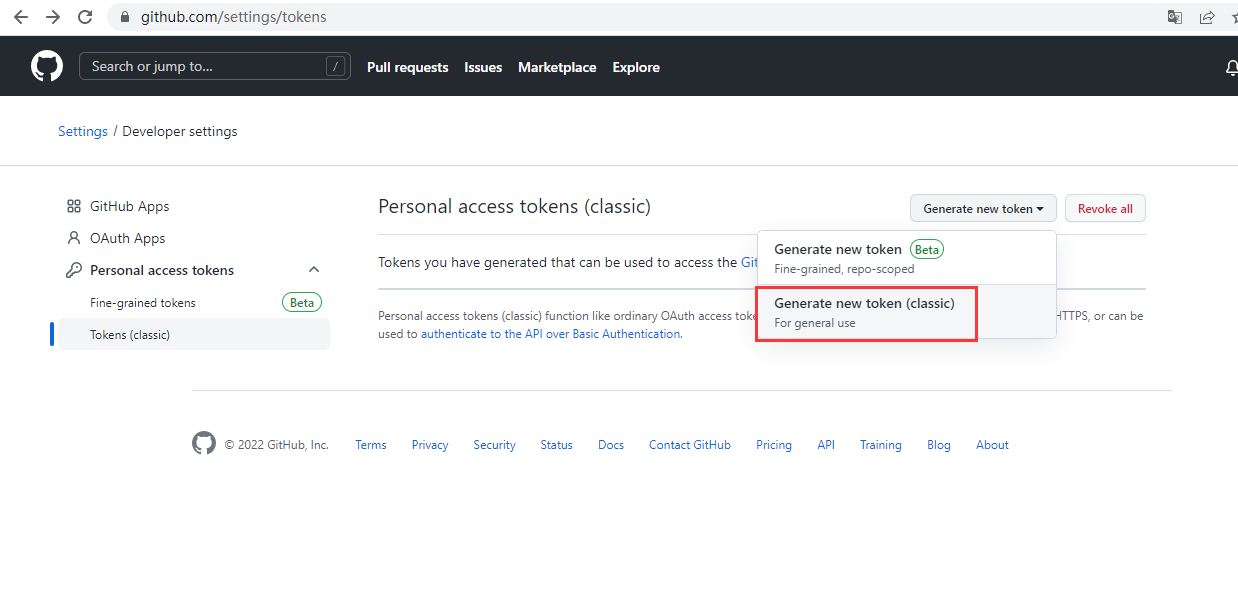 github.com/settings/tokens
Search or jump to... / Pull requests Issues Marketplace Explore
Settings / Developer settings
GitHub Apps
OAuth Apps
Personal access tokens
Fine-grained tokens Beta
Tokens (classic)
Personal access tokens (classic)
Generate new token Revoke all
Generate new token Beta
Fine-grained, repo-scoped
Generate new token (classic)
For general use
Tokens you have generated that can be used to access the Git
Personal access tokens (classic) function like ordinary OAuth access toke HTTPS, or can be
used to authenticate to the API over Basic Authentication.
© 2022 GitHub, Inc. Terms Privacy Security Status Docs Contact GitHub Pricing API Training Blog About